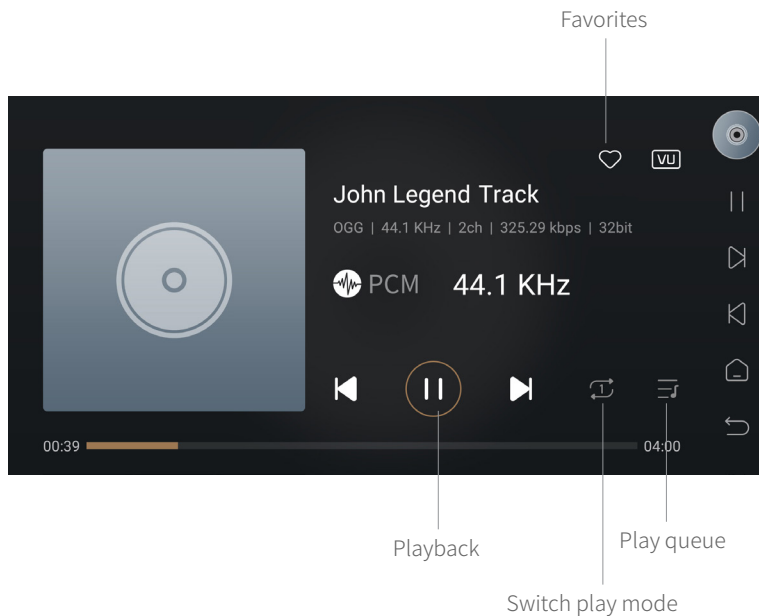 Favorites
VU
John Legend Track
OGG | 44.1 KHz | 2ch | 325.29 kbps | 32bit
PCM 44.1 KHz
1
00:39 04:00
Playback
Play queue
Switch play mode